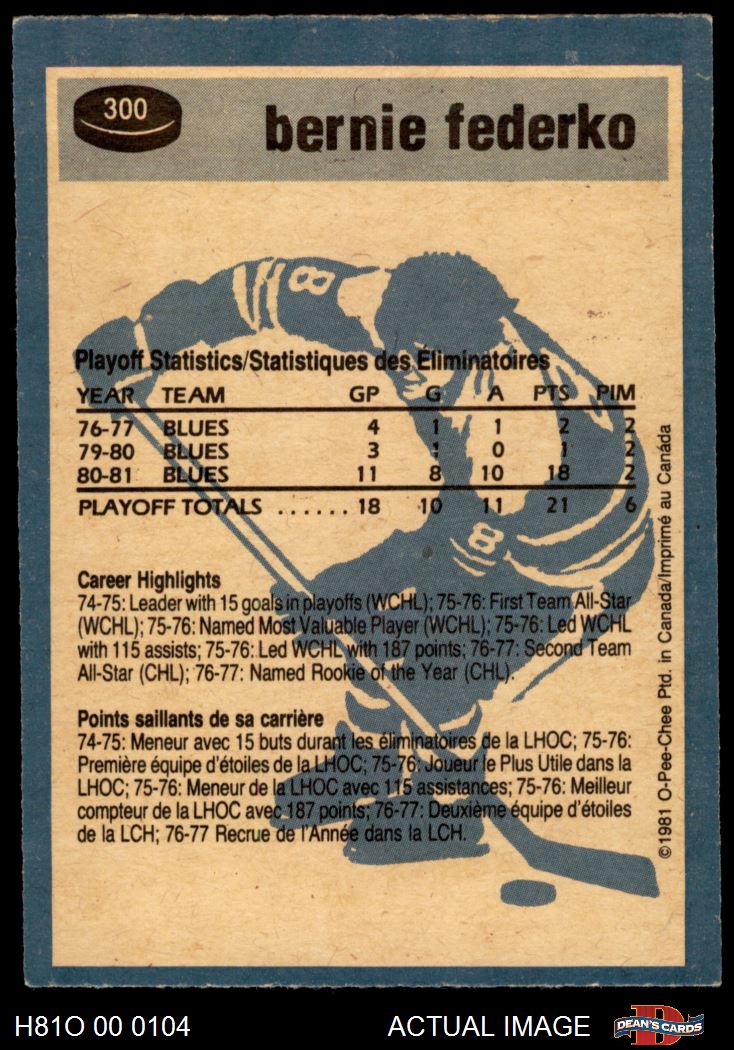 300
bernie federko
8
Playoff Statistics/Statistiques des Éliminatoires
YEAR TEAM GP G A PTS PIM
76-77 BLUES 4 1 1 2 2
79-80 BLUES 3 1 0 1 2
80-81 BLUES 11 8 10 18 2
PLAYOFF TOTALS ...... 18 10 11 21 6
8
Career Highlights
74-75: Leader with 15 goals in playoffs (WCHL); 75-76: First Team All-Star
(WCHL); 75-76: Named Most Valuable Player (WCHL); 75-76: Led WCHL
with 115 assists; 75-76: Led WCHL with 187 points; 76-77: Second Team
All-Star (CHL); 76-77: Named Rookie of the Year (CHL).
Points saillants de sa carrière
74-75: Meneur avec 15 buts durant les éliminatoires de la LHOC; 75-76:
Première équipe d'étoiles de la LHOC; 75-76: Joueur le Plus Utile dans la
LHOC; 75-76: Meneur de la LHOC avec 115 assistances; 75-76: Meilleur
compteur de la LHOC avec 187 points; 76-77: Deuxième équipe d'étoiles
de la LCH; 76-77 Recrue de l'Année dans la LCH.
©1981 O-Pee-Chee Ptd. in Canada/Imprimé au Canáda
H81O 00 0104
ACTUAL IMAGE
D
DEAN'S CARDS